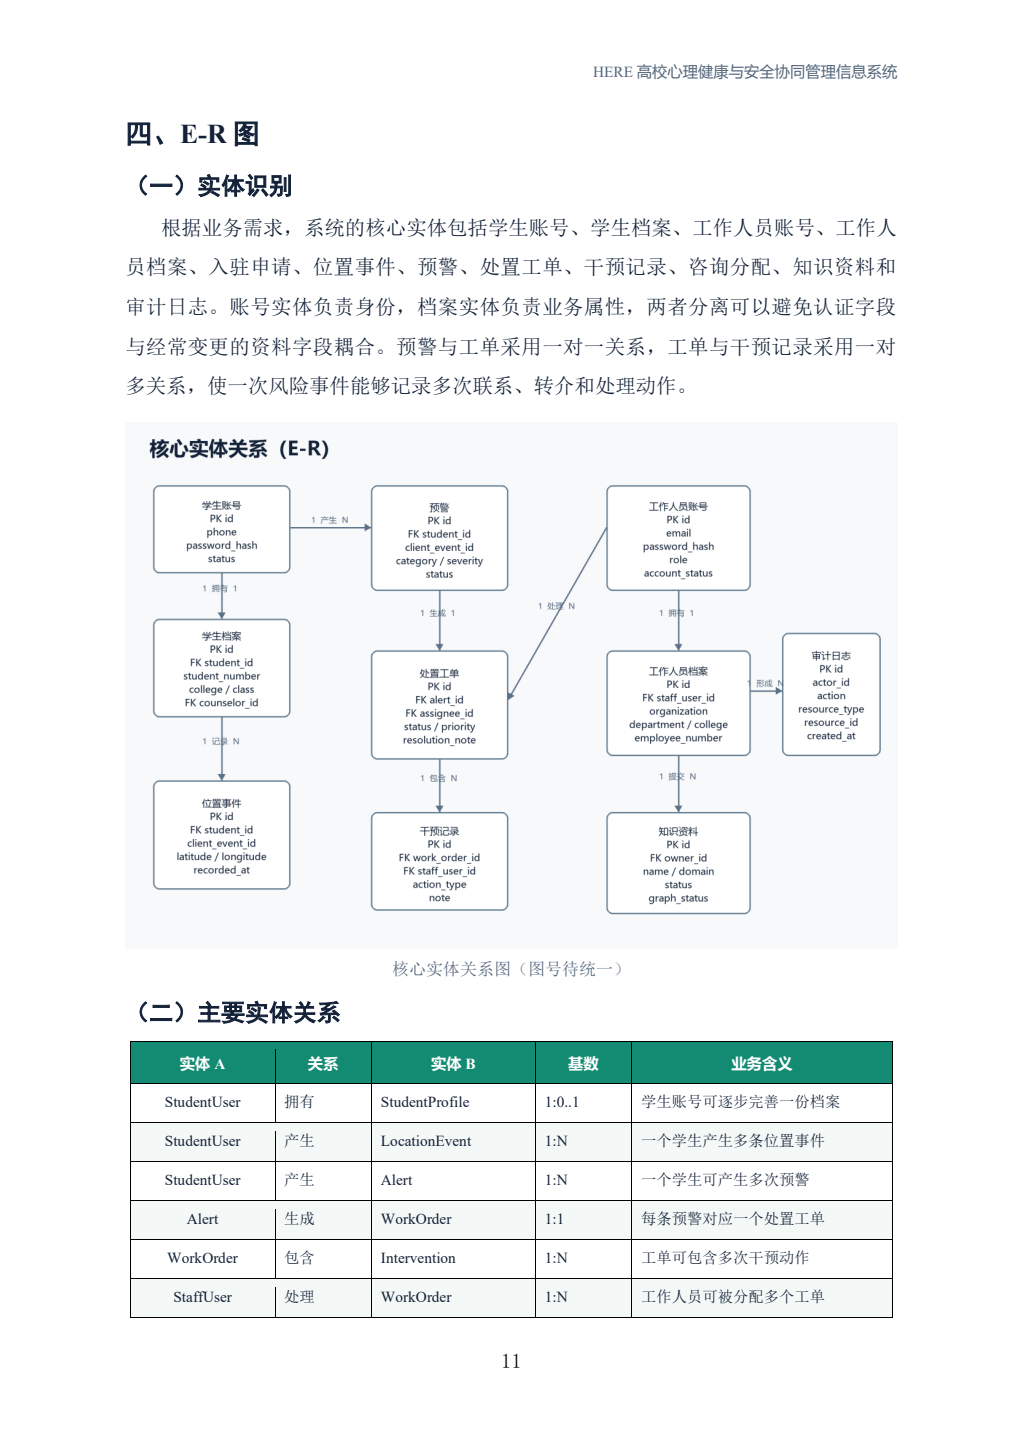 HERE 高校心理健康与安全协同管理信息系统
四、E-R 图
（一）实体识别
根据业务需求，系统的核心实体包括学生账号、学生档案、工作人员账号、工作人
员档案、入驻申请、位置事件、预警、处置工单、干预记录、咨询分配、知识资料和
审计日志。账号实体负责身份，档案实体负责业务属性，两者分离可以避免认证字段
与经常变更的资料字段耦合。预警与工单采用一对一关系，工单与干预记录采用一对
多关系，使一次风险事件能够记录多次联系、转介和处理动作。
核心实体关系（E-R）
学生账号
PK id
phone
password_hash
status
1 产生 N
预警
PK id
FK student_id
client_event_id
category / severity
status
工作人员账号
PK id
email
password_hash
role
account_status
1 拥有 1
1 生成 1
1 处理 N
1 拥有 1
学生档案
PK id
FK student_id
student_number
college / class
FK counselor_id
处置工单
PK id
FK alert_id
FK assignee_id
status / priority
resolution_note
工作人员档案
PK id
FK staff_user_id
organization
department / college
employee_number
1 形成 N
审计日志
PK id
actor_id
action
resource_type
resource_id
created_at
1 记录 N
1 包含 N
1 提交 N
位置事件
PK id
FK student_id
client_event_id
latitude / longitude
recorded_at
干预记录
PK id
FK work_order_id
FK staff_user_id
action_type
note
知识资料
PK id
FK owner_id
name / domain
status
graph_status
核心实体关系图（图号待统一）
（二）主要实体关系
实体 A 关系 实体 B 基数 业务含义
StudentUser 拥有 StudentProfile 1:0..1 学生账号可逐步完善一份档案
StudentUser 产生 LocationEvent 1:N 一个学生产生多条位置事件
StudentUser 产生 Alert 1:N 一个学生可产生多次预警
Alert 生成 WorkOrder 1:1 每条预警对应一个处置工单
WorkOrder 包含 Intervention 1:N 工单可包含多次干预动作
StaffUser 处理 WorkOrder 1:N 工作人员可被分配多个工单
11